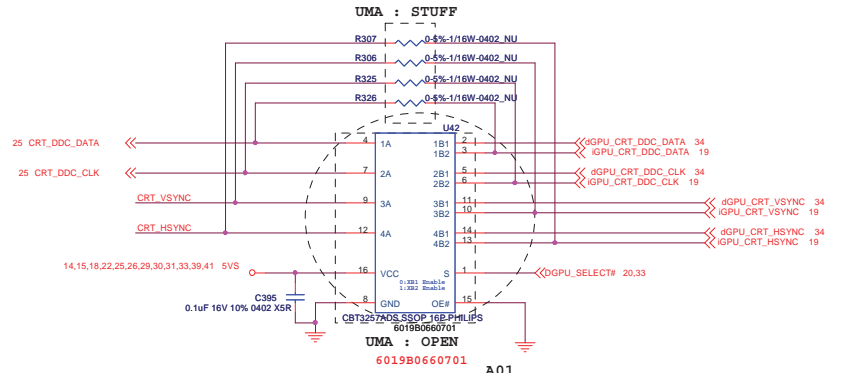 UMA : STUFF
R307 0-5%-1/16W-0402_NU
R306 0-5%-1/16W-0402_NU
R325 0-5%-1/16W-0402_NU
R326 0-5%-1/16W-0402_NU
U42
25 CRT_DDC_DATA 4 1A 1B1 2 dGPU_CRT_DDC_DATA 34
1B2 3 iGPU_CRT_DDC_DATA 19
25 CRT_DDC_CLK 7 2A 2B1 5 dGPU_CRT_DDC_CLK 34
2B2 6 iGPU_CRT_DDC_CLK 19
CRT_VSYNC 9 3A 3B1 11 dGPU_CRT_VSYNC 34
3B2 10 iGPU_CRT_VSYNC 19
CRT_HSYNC 12 4A 4B1 14 dGPU_CRT_HSYNC 34
4B2 13 iGPU_CRT_HSYNC 19
14,15,18,22,25,26,29,30,31,33,39,41 5VS 16 VCC S 1 DGPU_SELECT# 20,33
0:XB1 Enable
1:XB2 Enable
C395
0.1uF 16V 10% 0402 X5R
8 GND OE# 15
CBT3257ADS SSOP 16P PHILIPS
6019B0660701
UMA : OPEN
6019B0660701
A01